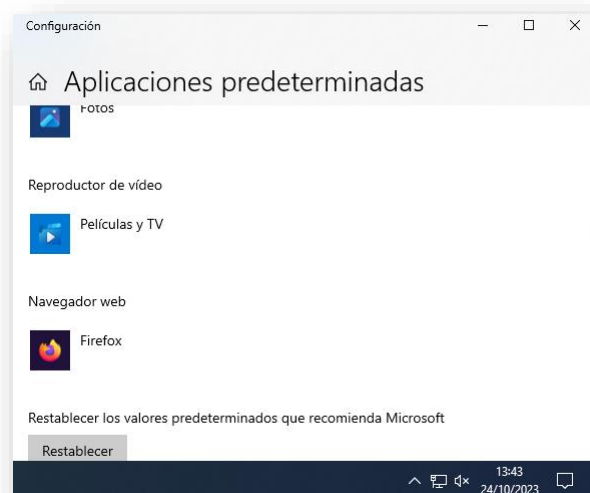 Configuración
Aplicaciones predeterminadas
Fotos
Reproductor de vídeo
Películas y TV
Navegador web
Firefox
Restablecer los valores predeterminados que recomienda Microsoft
Restablecer
13:43
24/10/2023